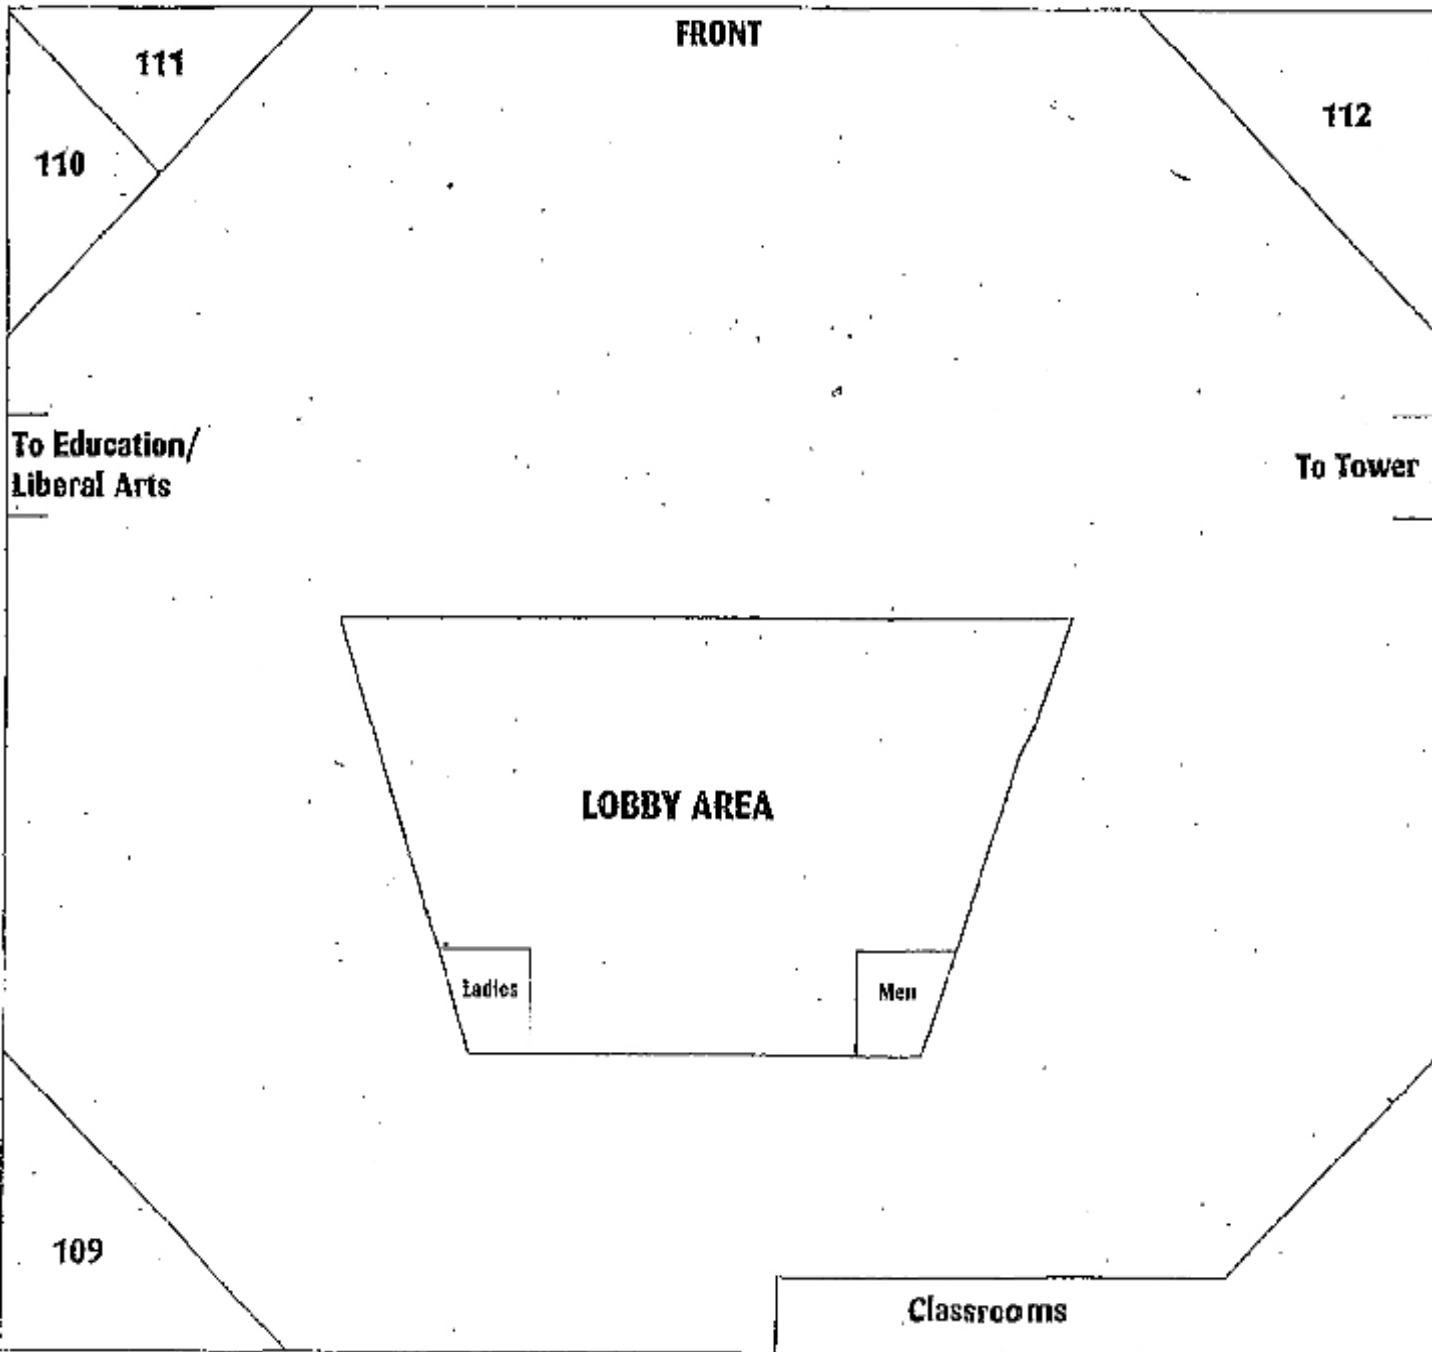 FRONT
111
112
110
To Education/
Liberal Arts
To Tower
LOBBY AREA
Ladies
Men
109
Classrooms